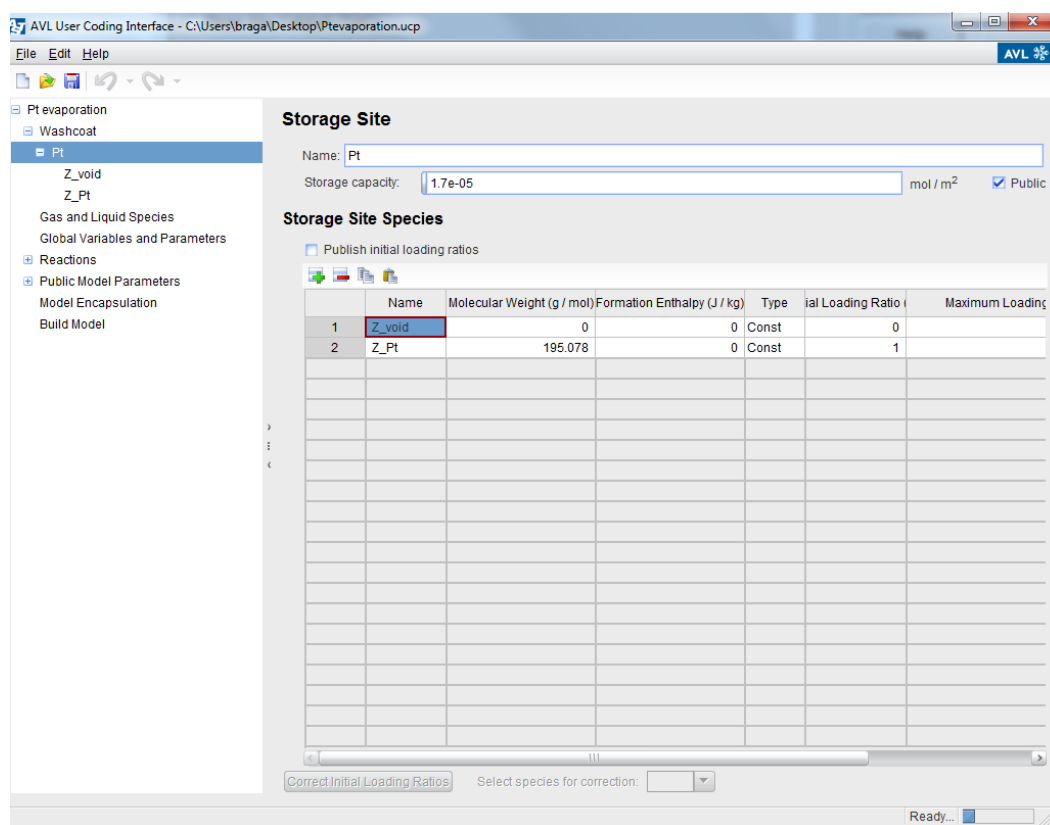 AVL User Coding Interface - C:\Users\braga\Desktop\Ptevaporation.ucp
File Edit Help
AVL
Pt evaporation
Washcoat
Pt
Z_void
Z_Pt
Gas and Liquid Species
Global Variables and Parameters
Reactions
Public Model Parameters
Model Encapsulation
Build Model
Storage Site
Name: Pt
Storage capacity: 1.7e-05 mol / m2 Public
Storage Site Species
Publish initial loading ratios
Name Molecular Weight (g / mol) Formation Enthalpy (J / kg) Type ial Loading Ratio ( Maximum Loading
1 Z_void 0 0 Const 0
2 Z_Pt 195.078 0 Const 1
Correct Initial Loading Ratios Select species for correction:
Ready...